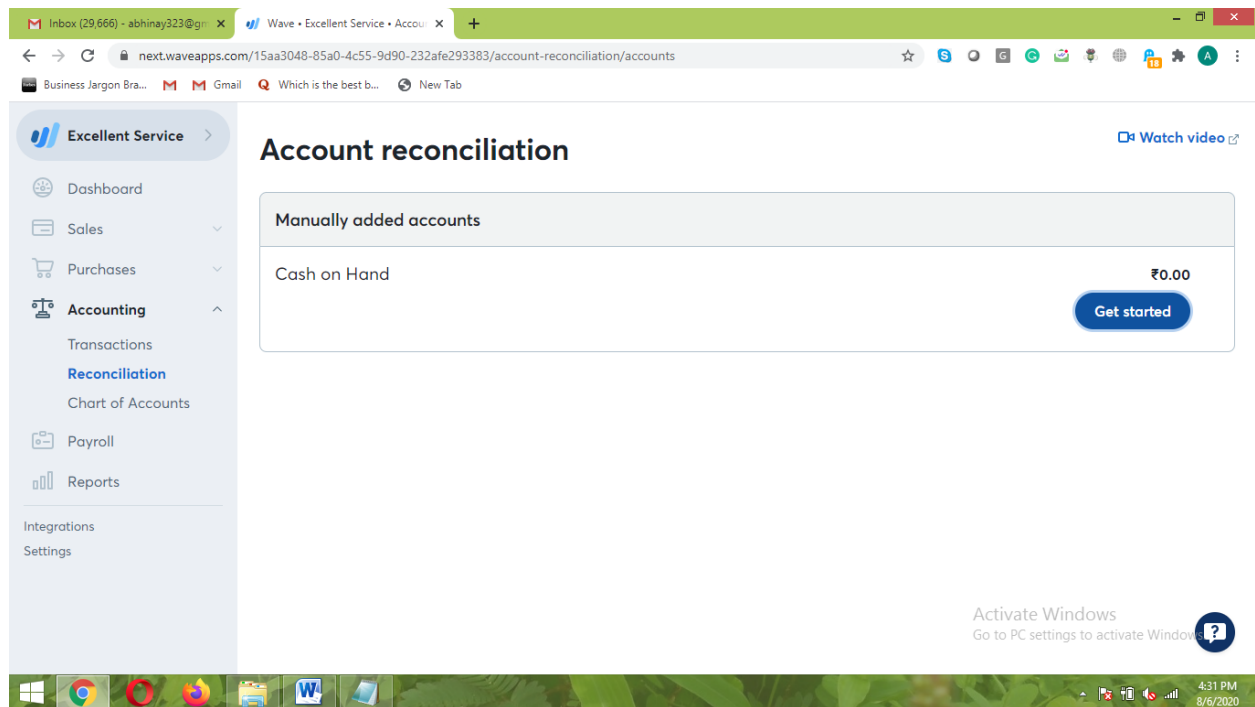 Inbox (29,666) - abhinay323@gm
Wave • Excellent Service • Accou
next.waveapps.com/15aa3048-85a0-4c55-9d90-232afe293383/account-reconciliation/accounts
S
G
G
18
A
Business Jargon Bra...
Gmail
Q Which is the best b...
New Tab
Excellent Service
Account reconciliation
Watch video
Dashboard
Sales
Manually added accounts
Purchases
Cash on Hand
₹0.00
Accounting
Get started
Transactions
Reconciliation
Chart of Accounts
Payroll
Reports
Integrations
Settings
Activate Windows
Go to PC settings to activate Windows
?
W
4:31 PM
8/6/2020